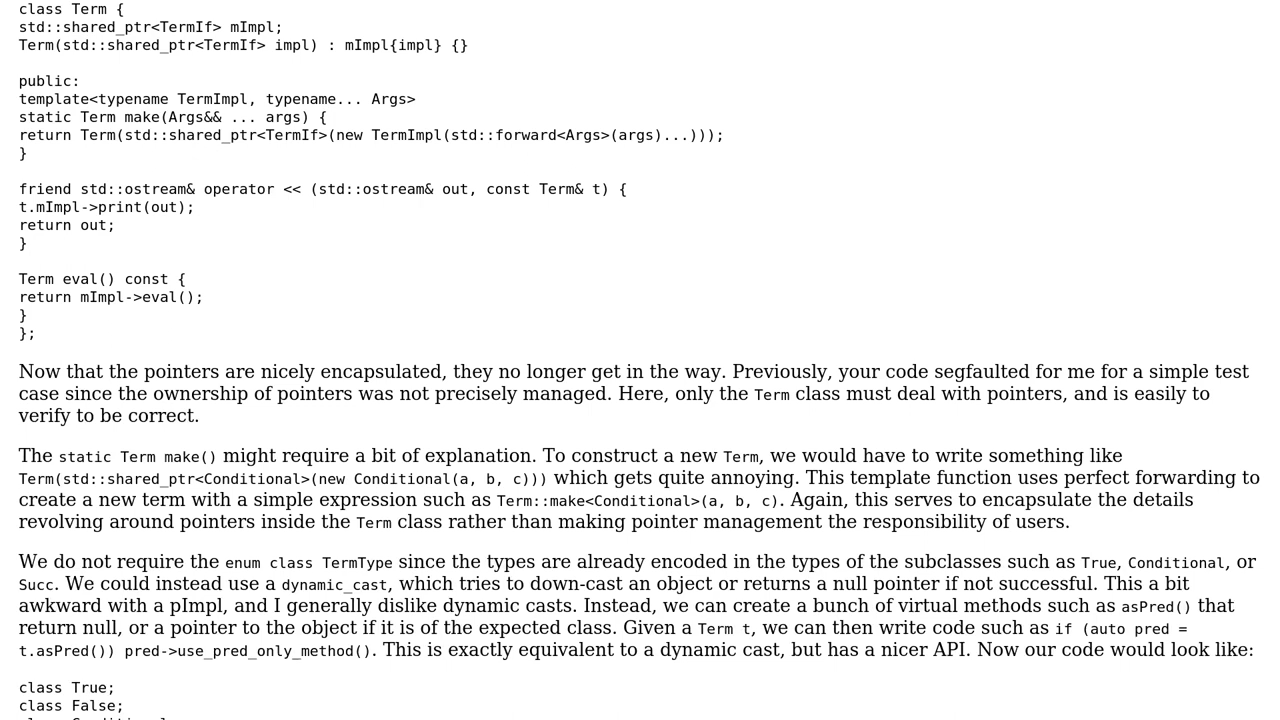 class Term {
std::shared_ptr<TermIf> mImpl;
Term(std::shared_ptr<TermIf> impl) : mImpl{impl} {}
public:
template<typename TermImpl, typename... Args>
static Term make(Args&& ... args) {
return Term(std::shared_ptr<TermIf>(new TermImpl(std::forward<Args>(args)...)));
}
friend std::ostream& operator << (std::ostream& out, const Term& t) {
t.mImpl->print(out);
return out;
}
Term eval() const {
return mImpl->eval();
}
};
Now that the pointers are nicely encapsulated, they no longer get in the way. Previously, your code segfaulted for me for a simple test
case since the ownership of pointers was not precisely managed. Here, only the Term class must deal with pointers, and is easily to
verify to be correct.
The static Term make() might require a bit of explanation. To construct a new Term, we would have to write something like
Term(std::shared_ptr<Conditional>(new Conditional(a, b, c))) which gets quite annoying. This template function uses perfect forwarding to
create a new term with a simple expression such as Term::make<Conditional>(a, b, c). Again, this serves to encapsulate the details
revolving around pointers inside the Term class rather than making pointer management the responsibility of users.
We do not require the enum class TermType since the types are already encoded in the types of the subclasses such as True, Conditional, or
Succ. We could instead use a dynamic_cast, which tries to down-cast an object or returns a null pointer if not successful. This a bit
awkward with a pImpl, and I generally dislike dynamic casts. Instead, we can create a bunch of virtual methods such as asPred() that
return null, or a pointer to the object if it is of the expected class. Given a Term t, we can then write code such as if (auto pred =
t.asPred()) pred->use_pred_only_method(). This is exactly equivalent to a dynamic cast, but has a nicer API. Now our code would look like:
class True;
class False;